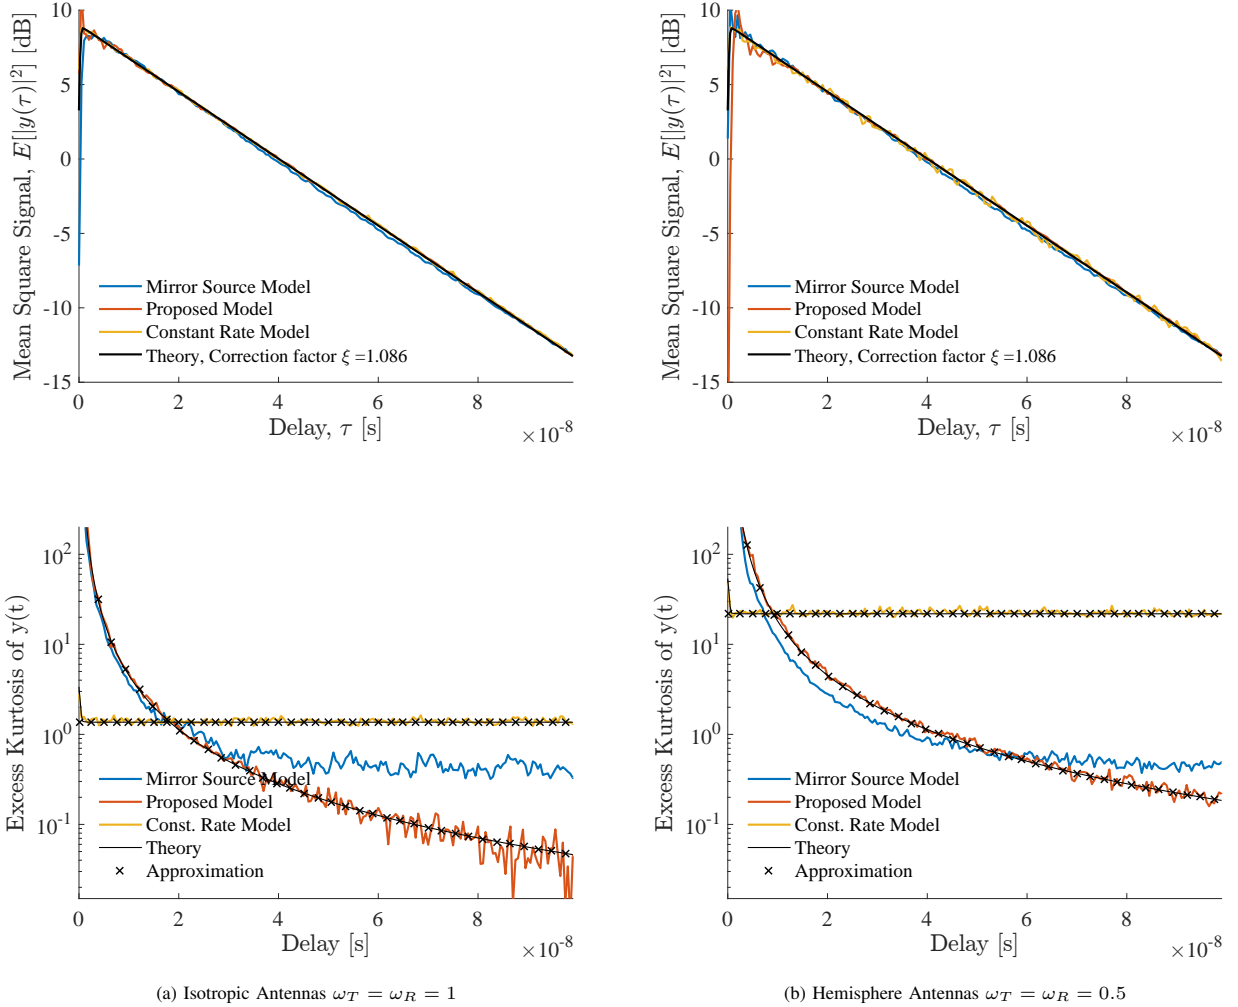 Mean Square Signal, E[|y(τ)|²] [dB]
10
5
0
-5
-10
-15
Mirror Source Model
Proposed Model
Constant Rate Model
Theory, Correction factor ξ =1.086
0
2
4
6
8
Delay, τ [s]
×10⁻⁸
Mean Square Signal, E[|y(τ)|²] [dB]
10
5
0
-5
-10
-15
Mirror Source Model
Proposed Model
Constant Rate Model
Theory, Correction factor ξ =1.086
0
2
4
6
8
Delay, τ [s]
×10⁻⁸
Excess Kurtosis of y(t)
10²
10¹
10⁰
10⁻¹
Mirror Source Model
Proposed Model
Const. Rate Model
Theory
Approximation
0
2
4
6
8
Delay [s]
×10⁻⁸
(a) Isotropic Antennas ω_T = ω_R = 1
Excess Kurtosis of y(t)
10²
10¹
10⁰
10⁻¹
Mirror Source Model
Proposed Model
Const. Rate Model
Theory
Approximation
0
2
4
6
8
Delay [s]
×10⁻⁸
(b) Hemisphere Antennas ω_T = ω_R = 0.5